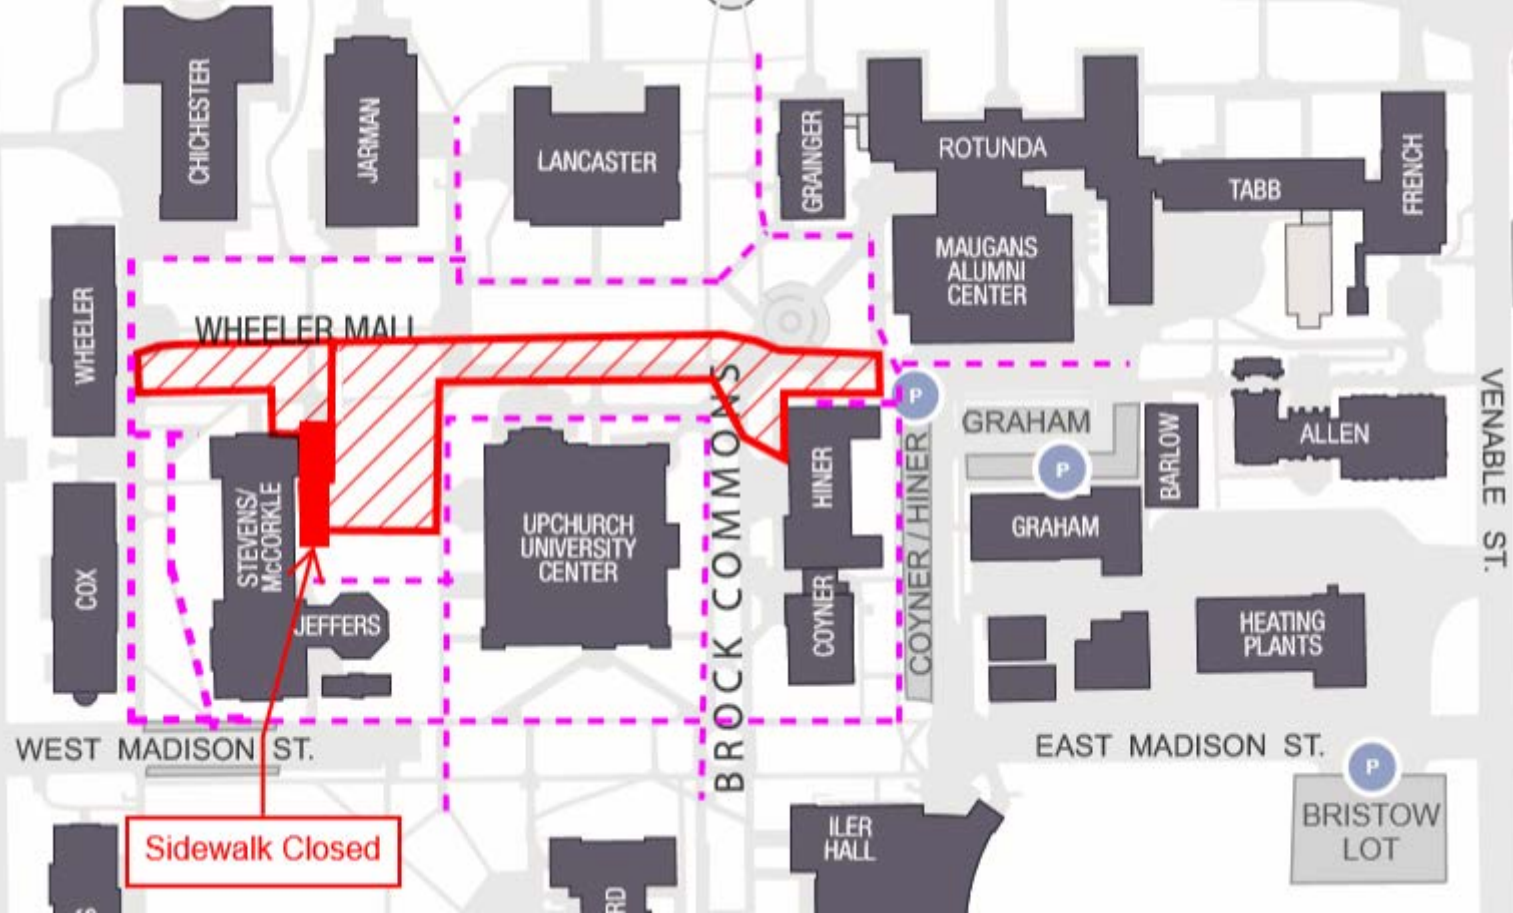 CHICHESTER
JARMAN
LANCASTER
GRAINGER
ROTUNDA
TABB
FRENCH
MAUGANS
ALUMNI
CENTER
WHEELER
WHEELER MALL
P
GRAHAM
P
BARLOW
ALLEN
VENABLE ST.
STEVENS/
McCORKLE
UPCHURCH
UNIVERSITY
CENTER
BROCK COMMONS
HINER
COYNER / HINER
GRAHAM
COX
JEFFERS
COYNER
HEATING
PLANTS
WEST MADISON ST.
EAST MADISON ST.
P
Sidewalk Closed
ILER
HALL
BRISTOW
LOT
RD
S